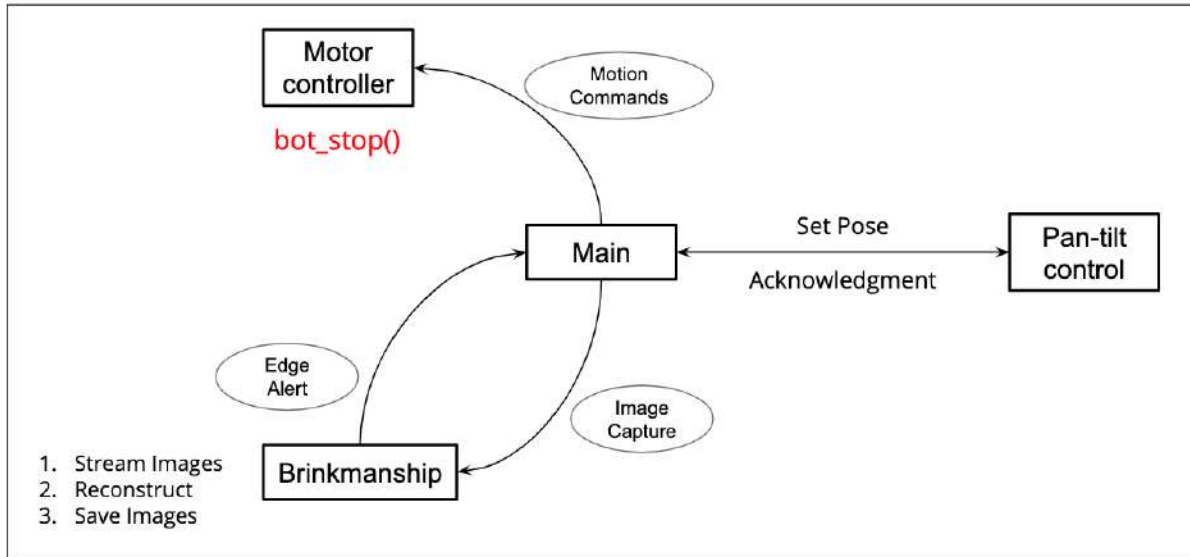 Motor
controller
bot_stop()
Motion
Commands
Main
Set Pose
Acknowledgment
Pan-tilt
control
Edge
Alert
Image
Capture
Brinkmanship
1. Stream Images
2. Reconstruct
3. Save Images